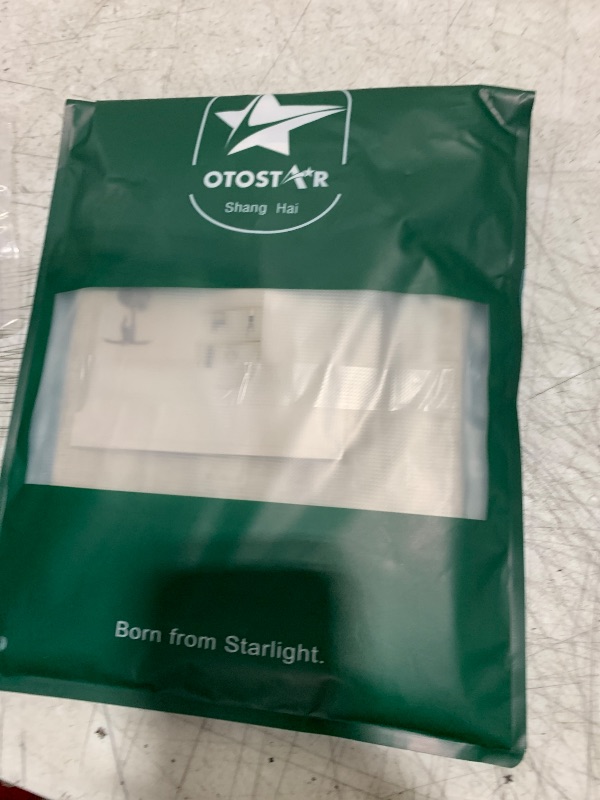 OTOSTAR
Shang Hai
Born from Starlight.